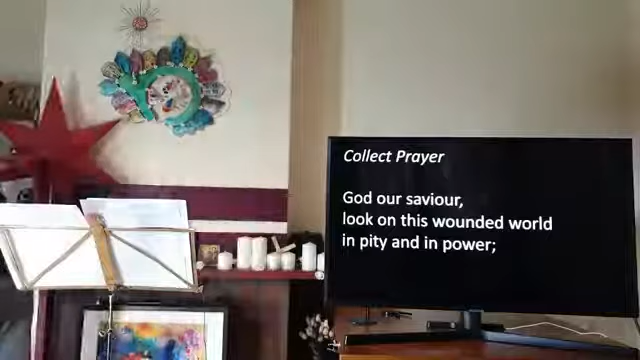 Collect Prayer
God our saviour,
look on this wounded world
in pity and in power;